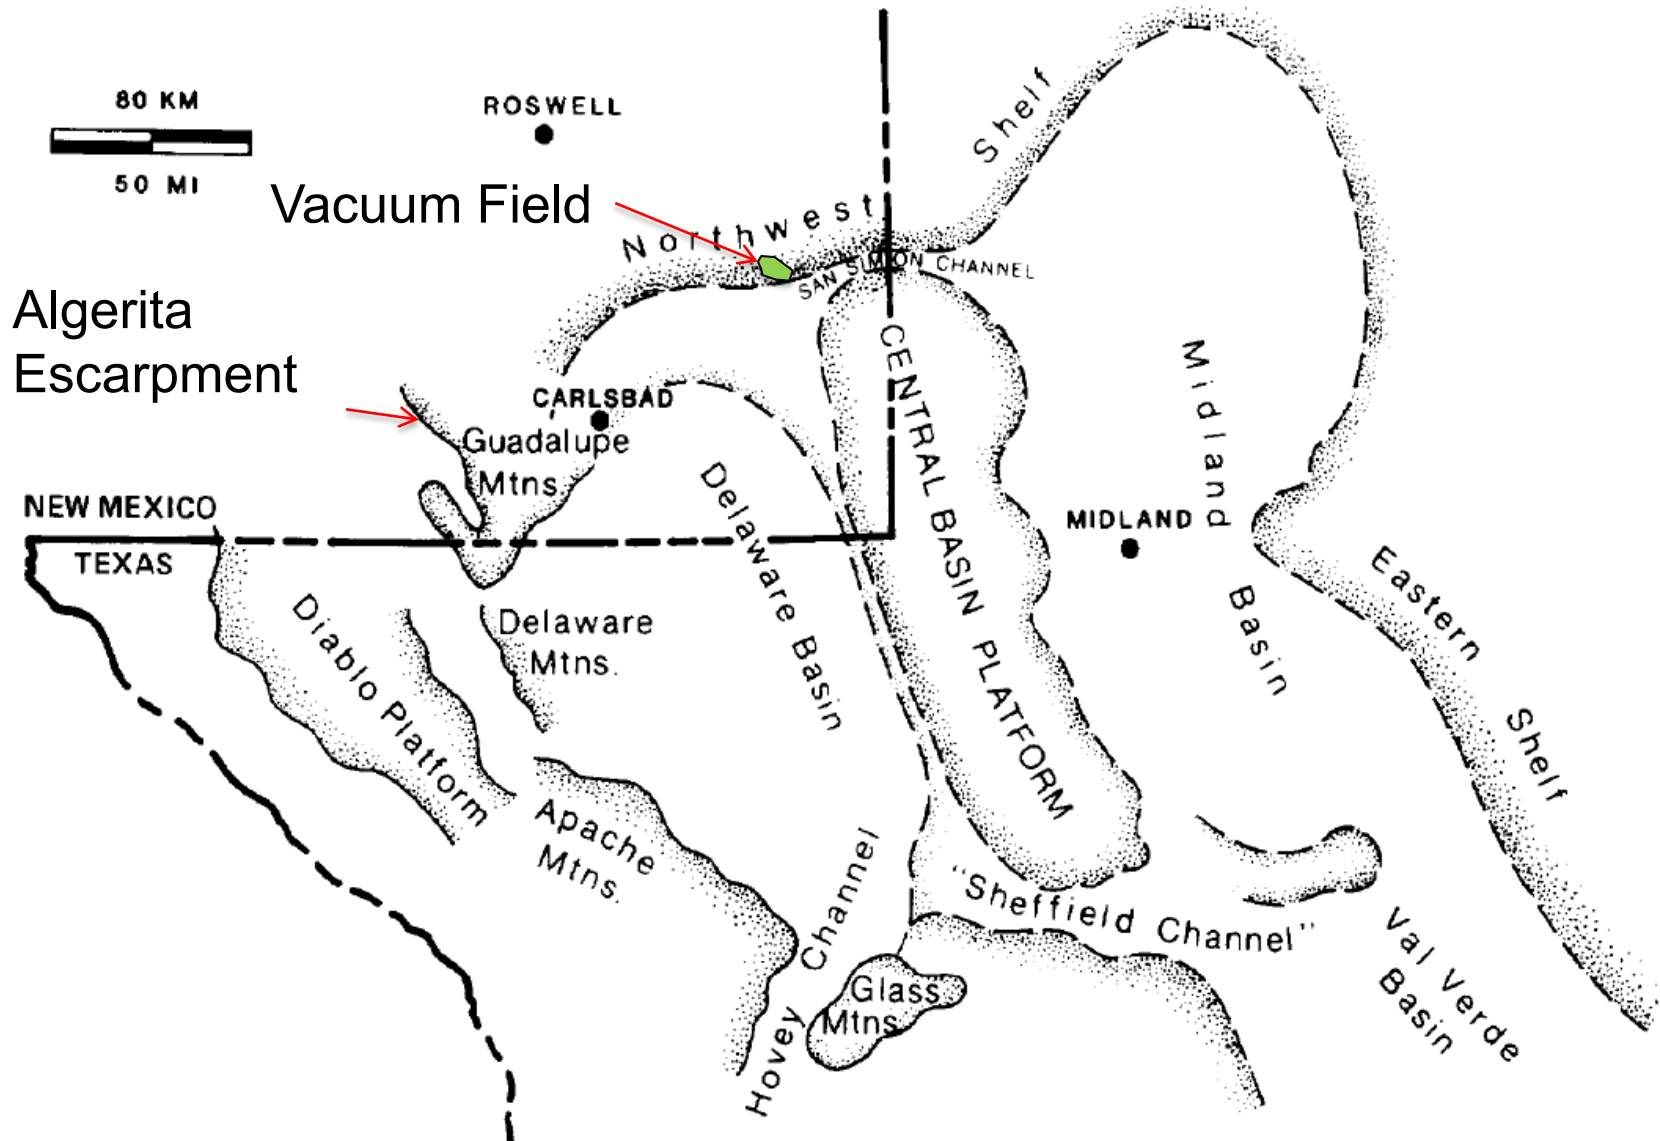 80 KM
50 MI
ROSWELL
Vacuum Field
Northwest
Shelf
SAN SIMION CHANNEL
Algerita
Escarpment
CARLSBAD
Guadalupe
Mtns.
NEW MEXICO
TEXAS
CENTRAL BASIN PLATFORM
Midland
Basin
MIDLAND
Delaware Basin
Eastern
Shelf
Diablo Platform
Delaware
Mtns.
Apache
Mtns.
Hovey Channel
"Sheffield Channel"
Glass
Mtns.
Val Verde
Basin